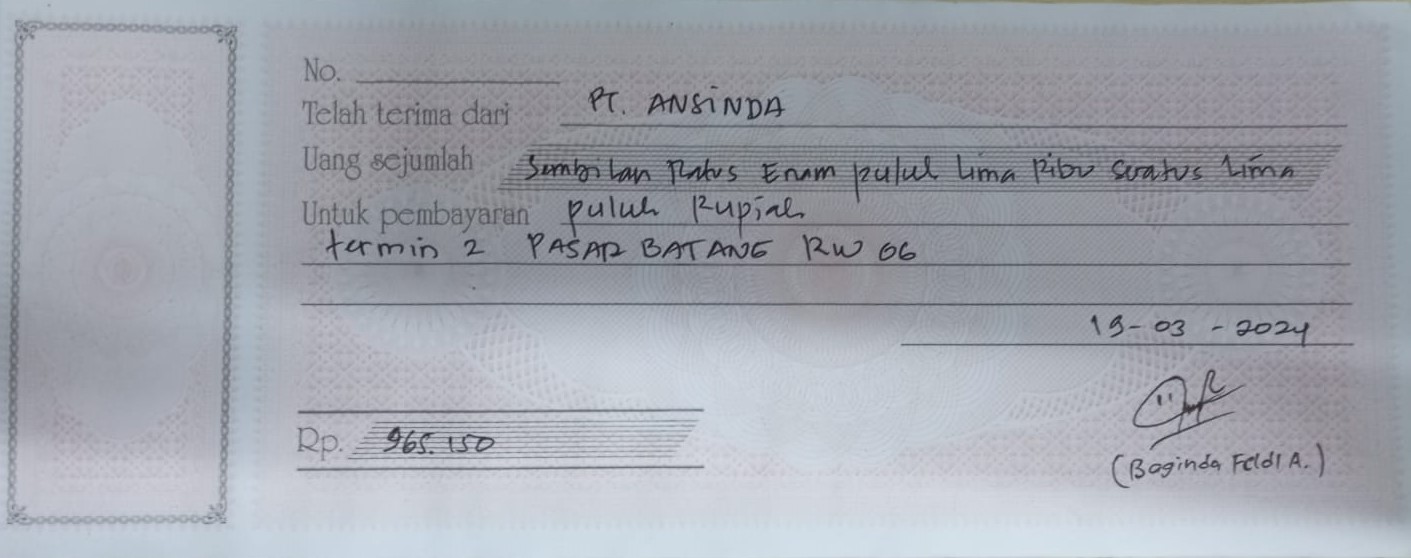 No.
Telah terima dari PT. ANSINDA
Uang sejumlah Sembilan Ratus Enam pulul Lima Ribu Seratus Lima
Untuk pembayaran puluh Rupiah
termin 2 PASAR BATANG RW 06
19-03-2024
Rp. 965.150
(Baginda Feldi A.)